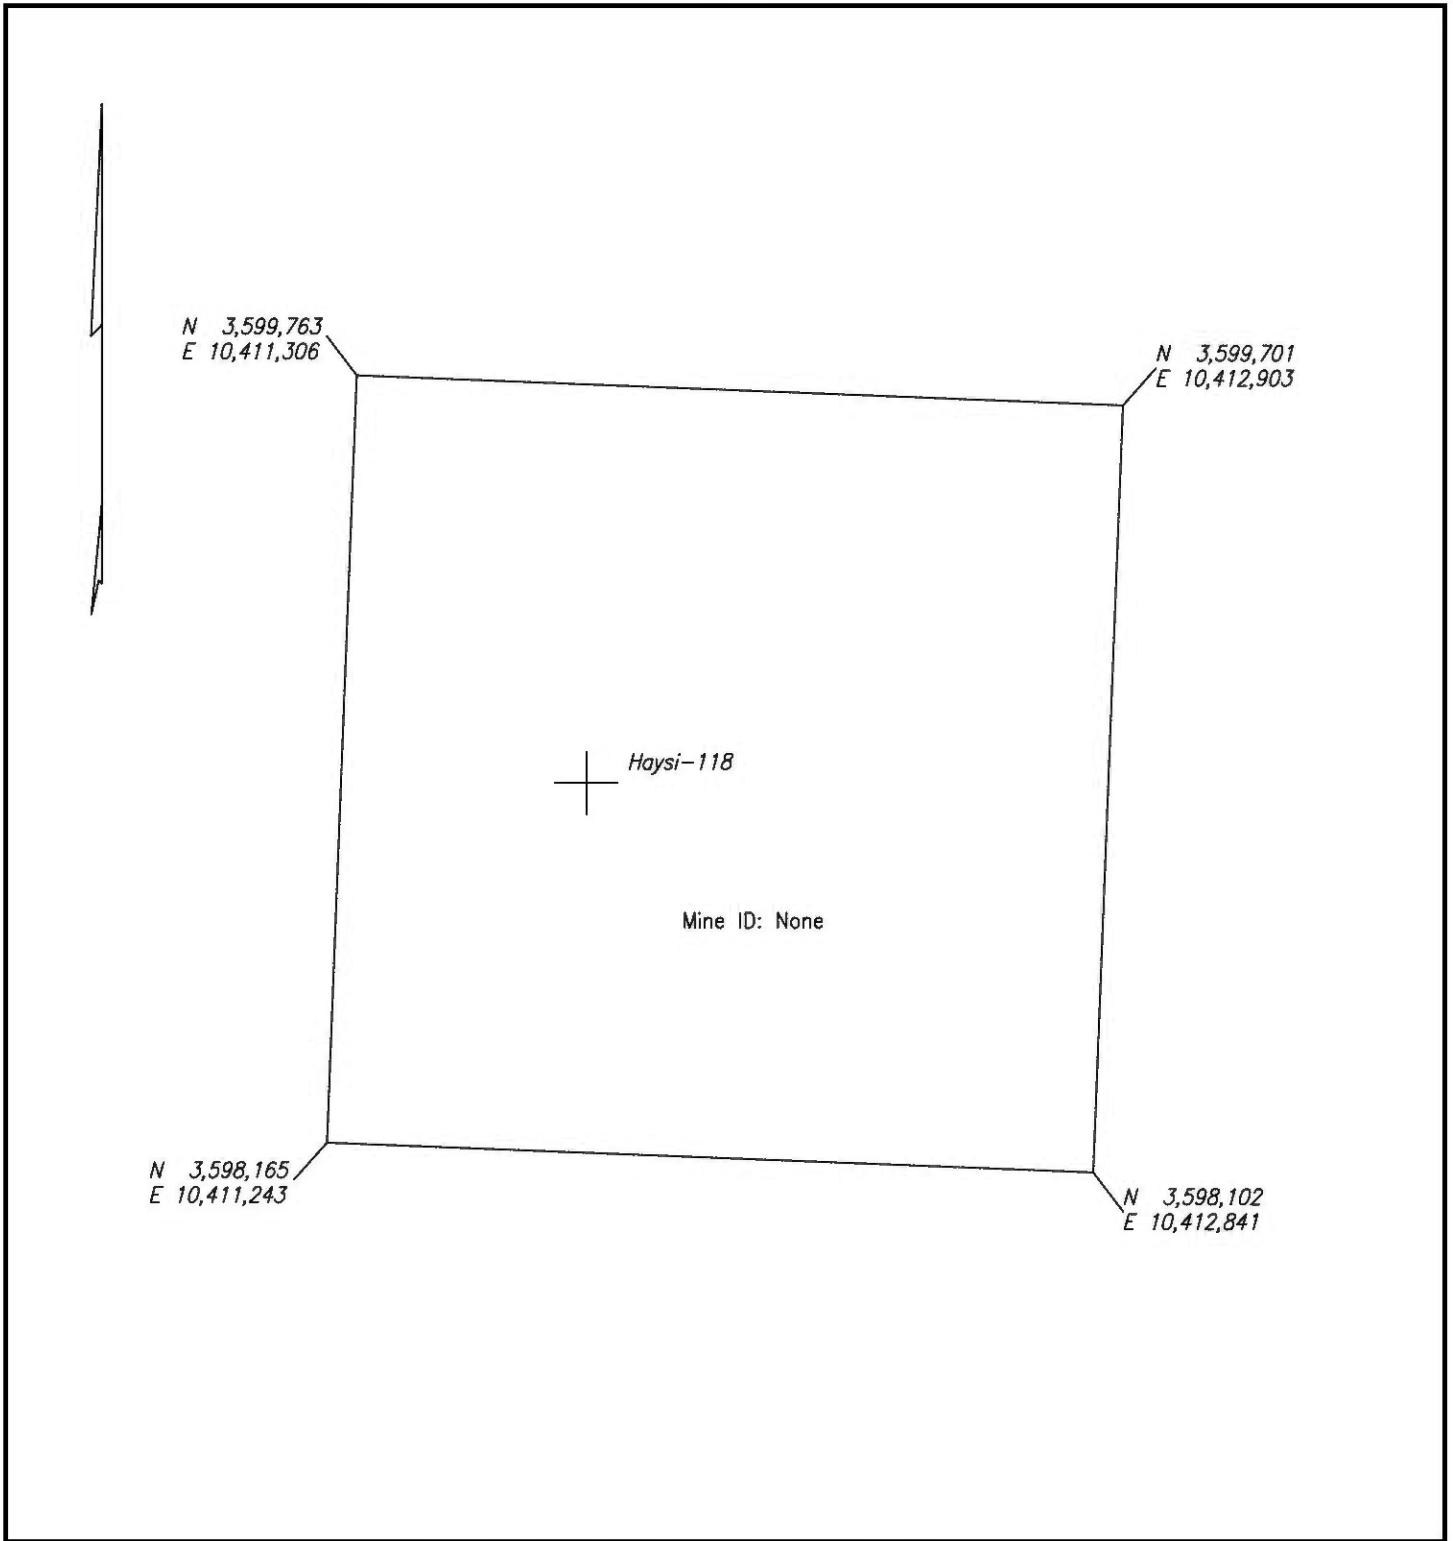 N 3,599,763
E 10,411,306
N 3,599,701
E 10,412,903
Haysi-118
Mine ID: None
N 3,598,165
E 10,411,243
N 3,598,102
E 10,412,841